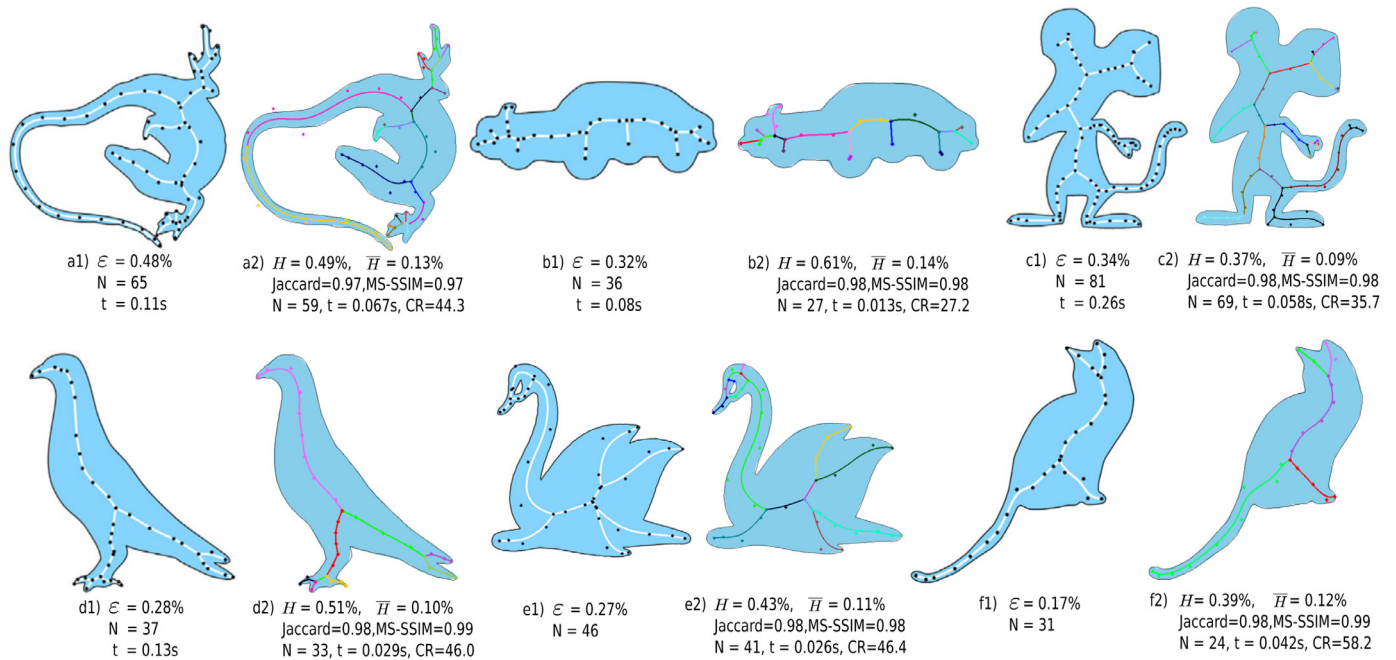 a1) ε = 0.48%
N = 65
t = 0.11s
a2) H = 0.49%, H̅ = 0.13%
Jaccard=0.97,MS-SSIM=0.97
N = 59, t = 0.067s, CR=44.3
b1) ε = 0.32%
N = 36
t = 0.08s
b2) H = 0.61%, H̅ = 0.14%
Jaccard=0.98,MS-SSIM=0.98
N = 27, t = 0.013s, CR=27.2
c1) ε = 0.34%
N = 81
t = 0.26s
c2) H = 0.37%, H̅ = 0.09%
Jaccard=0.98,MS-SSIM=0.98
N = 69, t = 0.058s, CR=35.7
d1) ε = 0.28%
N = 37
t = 0.13s
d2) H = 0.51%, H̅ = 0.10%
Jaccard=0.98,MS-SSIM=0.99
N = 33, t = 0.029s, CR=46.0
e1) ε = 0.27%
N = 46
e2) H = 0.43%, H̅ = 0.11%
Jaccard=0.98,MS-SSIM=0.98
N = 41, t = 0.026s, CR=46.4
f1) ε = 0.17%
N = 31
f2) H = 0.39%, H̅ = 0.12%
Jaccard=0.98,MS-SSIM=0.99
N = 24, t = 0.042s, CR=58.2